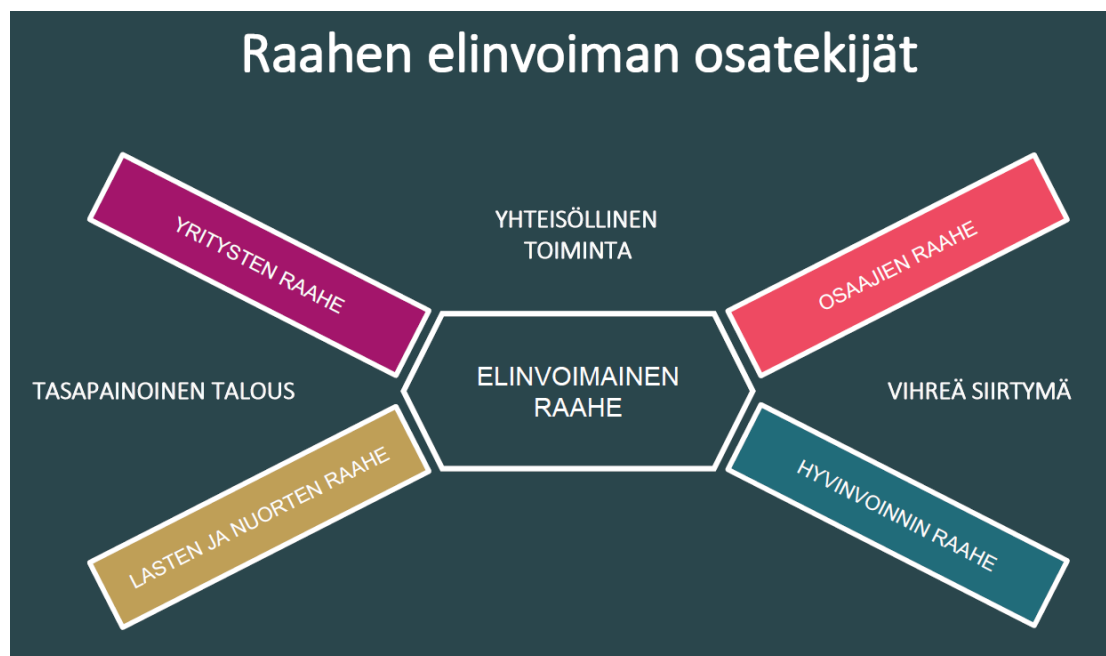 Raahen elinvoiman osatekijät
YRITYSTEN RAAHE
YHTEISÖLLINEN
TOIMINTA
OSAAJIEN RAAHE
TASAPAINOINEN TALOUS
ELINVOIMAINEN
RAAHE
VIHREÄ SIIRTYMÄ
LASTEN JA NUORTEN RAAHE
HYVINVOINNIN RAAHE